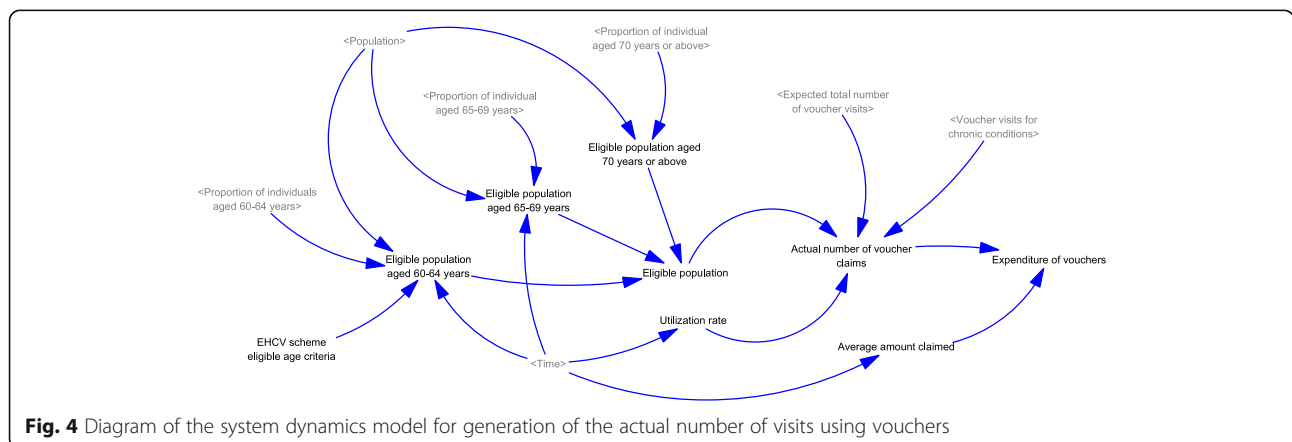 <Population>
<Proportion of individual
aged 70 years or above>
<Proportion of individual
aged 65-69 years>
<Expected total number
of voucher visits>
<Voucher visits for
chronic conditions>
Eligible population aged
70 years or above
<Proportion of individuals
aged 60-64 years>
Eligible population
aged 65-69 years
Eligible population
aged 60-64 years
Eligible population
Actual number of voucher
claims
Expenditure of vouchers
Utilization rate
EHCV scheme
eligible age criteria
<Time>
Average amount claimed
Fig. 4 Diagram of the system dynamics model for generation of the actual number of visits using vouchers